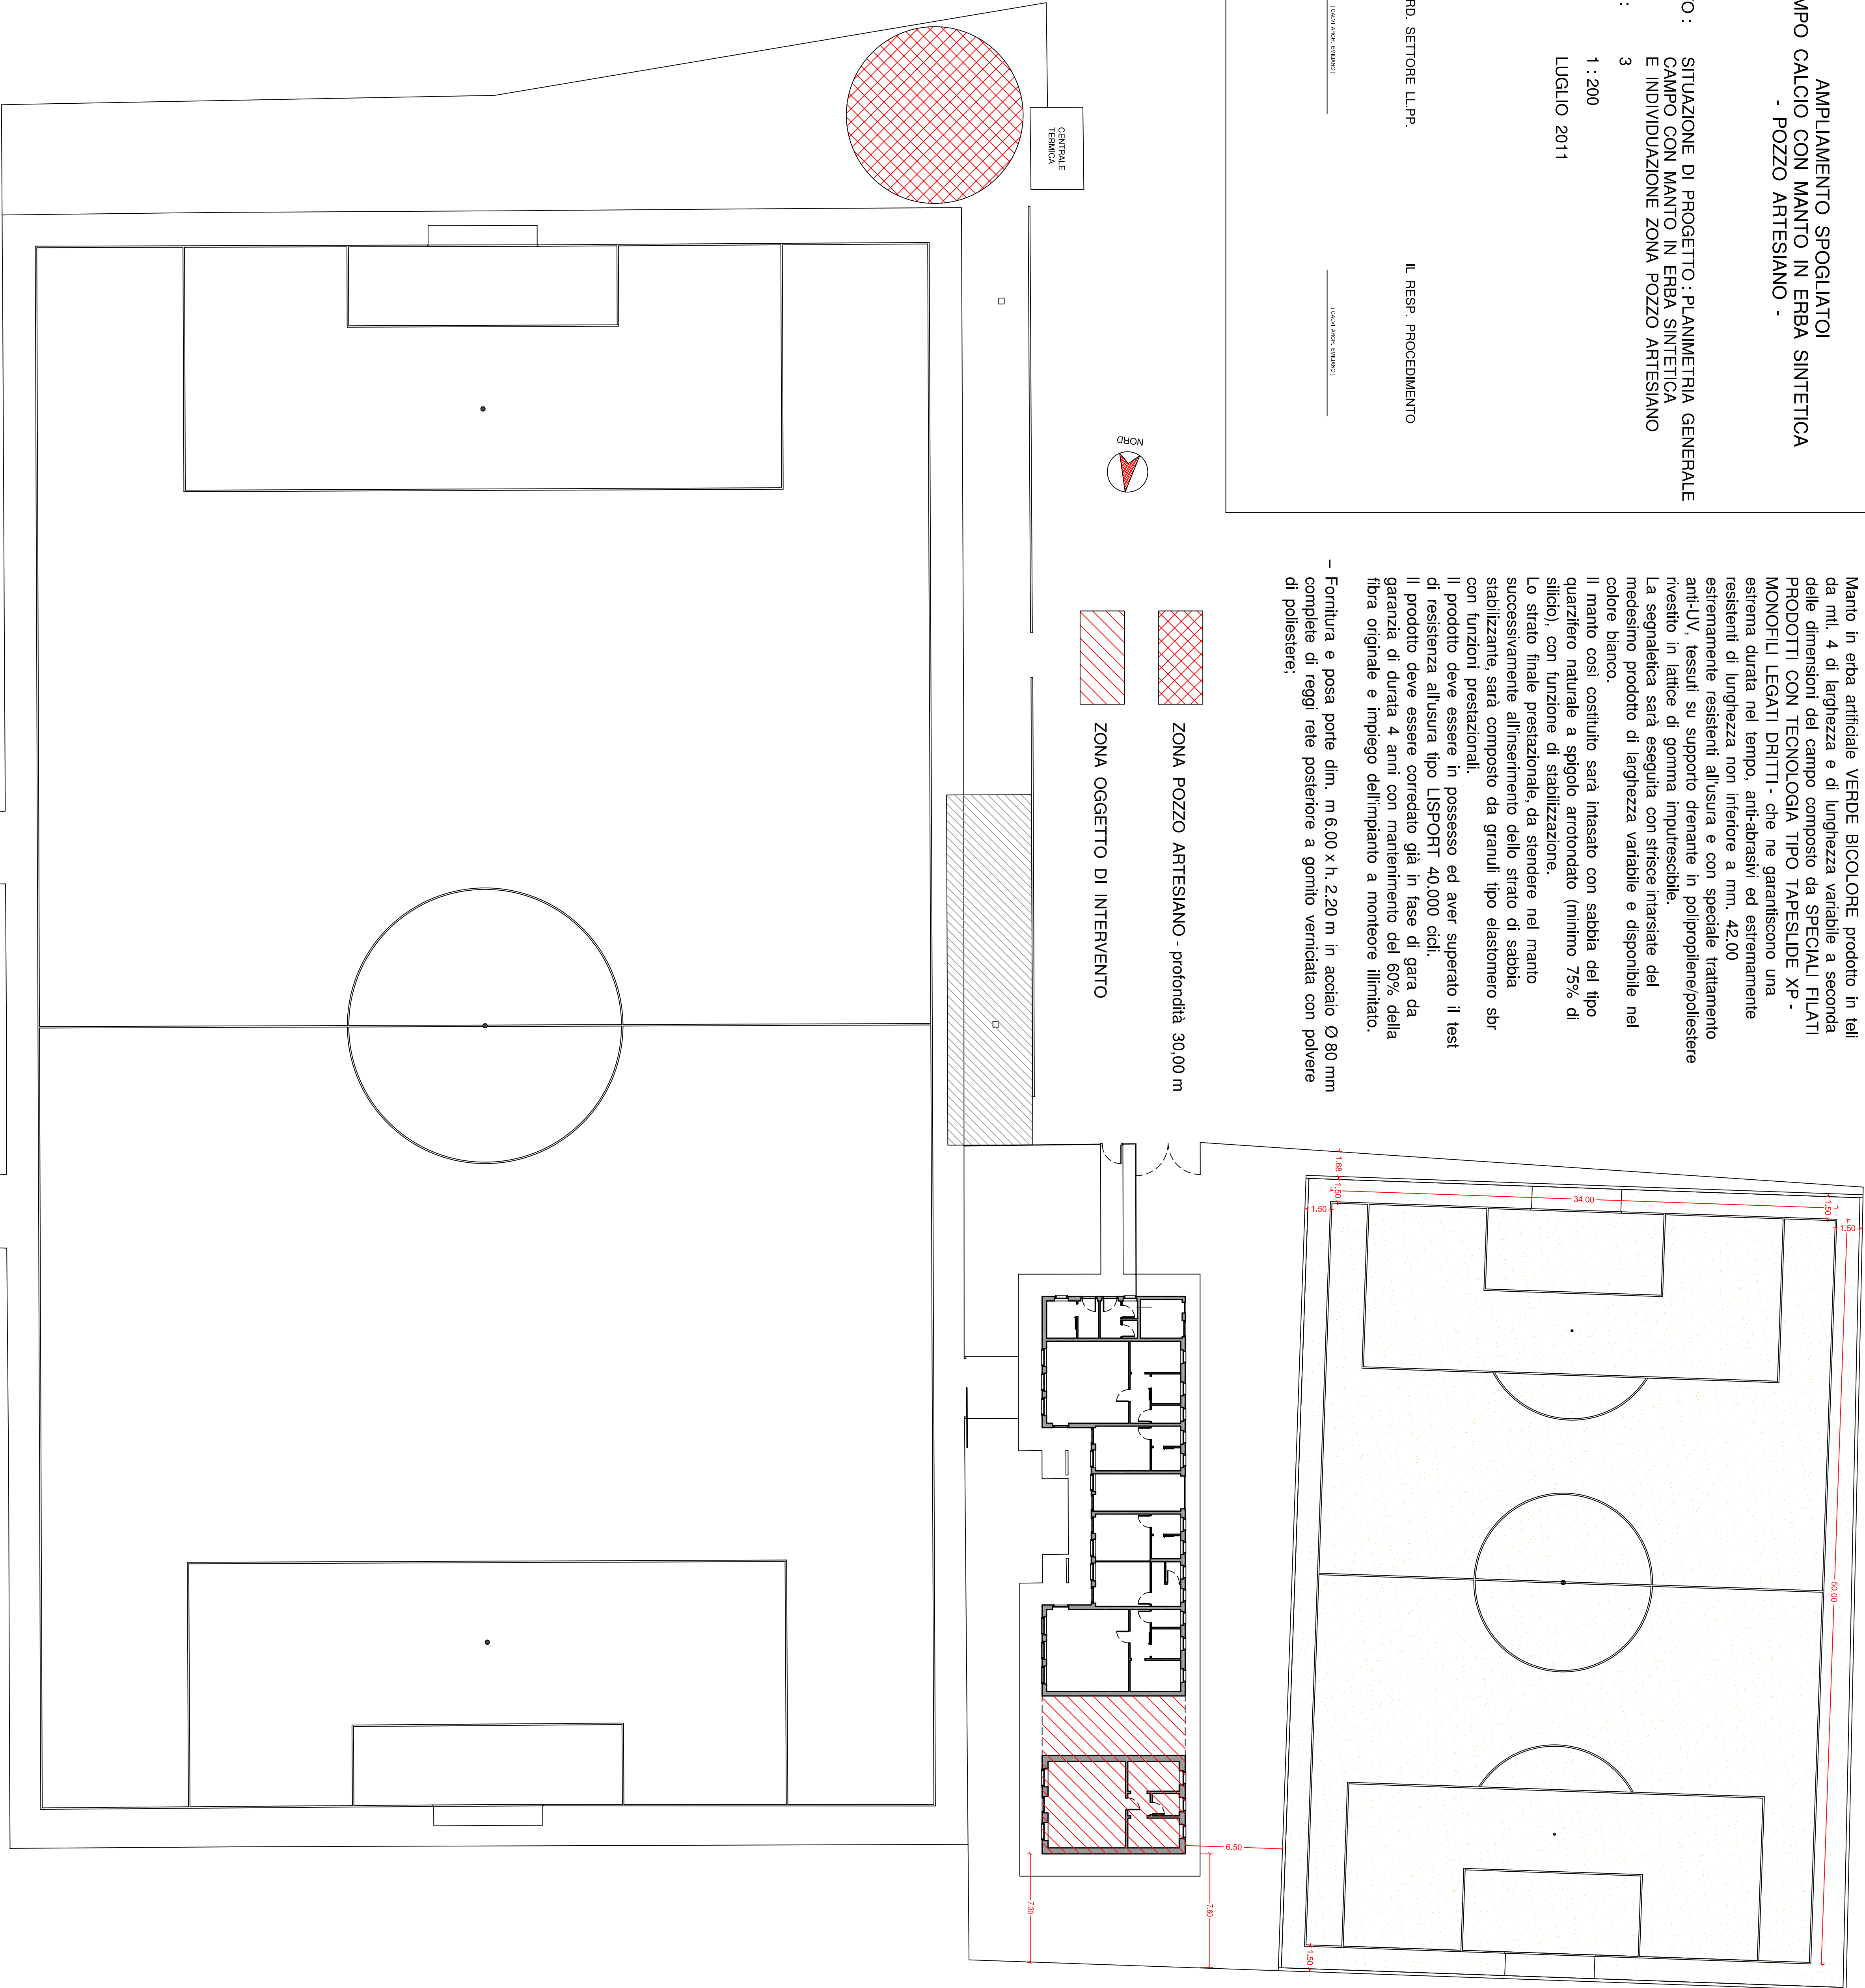 AMPLIAMENTO SPOGLIATOI
MPO CALCIO CON MANTO IN ERBA SINTETICA
- POZZO ARTESIANO -
TO : SITUAZIONE DI PROGETTO : PLANIMETRIA GENERALE
CAMPO CON MANTO IN ERBA SINTETICA
E INDIVIDUAZIONE ZONA POZZO ARTESIANO
: 3
1 : 200
LUGLIO 2011
RD. SETTORE LL.PP.
IL RESP. PROCEDIMENTO
( CALVI ARCH. EMILIANO )
( CALVI ARCH. EMILIANO )
Manto in erba artificiale VERDE BICOLORE prodotto in teli
da mtl. 4 di larghezza e di lunghezza variabile a seconda
delle dimensioni del campo composto da SPECIALI FILATI
PRODOTTI CON TECNOLOGIA TIPO TAPESLIDE XP -
MONOFILI LEGATI DRITTI - che ne garantiscono una
estrema durata nel tempo, anti-abrasivi ed estremamente
resistenti di lunghezza non inferiore a mm. 42.00
estremamente resistenti all'usura e con speciale trattamento
anti-UV, tessuti su supporto drenante in polipropilene/poliestere
rivestito in lattice di gomma imputrescibile.
La segnaletica sarà eseguita con strisce intarsiate del
medesimo prodotto di larghezza variabile e disponibile nel
colore bianco.
Il manto così costituito sarà intasato con sabbia del tipo
quarzifero naturale a spigolo arrotondato (minimo 75% di
silicio), con funzione di stabilizzazione.
Lo strato finale prestazionale, da stendere nel manto
successivamente all'inserimento dello strato di sabbia
stabilizzante, sarà composto da granuli tipo elastomero sbr
con funzioni prestazionali.
Il prodotto deve essere in possesso ed aver superato il test
di resistenza all'usura tipo LISPORT 40.000 cicli.
Il prodotto deve essere corredato già in fase di gara da
garanzia di durata 4 anni con mantenimento del 60% della
fibra originale e impiego dell'impianto a monteore illimitato.
– Fornitura e posa porte dim. m 6.00 x h. 2.20 m in acciaio Ø 80 mm
complete di reggi rete posteriore a gomito verniciata con polvere
di poliestere;
ZONA POZZO ARTESIANO - profondità 30,00 m
ZONA OGGETTO DI INTERVENTO
NORD
CENTRALE
TERMICA
1.68
1.50
1.50
34.00
1.50
1.50
50.00
1.50
6.50
7.60
7.30